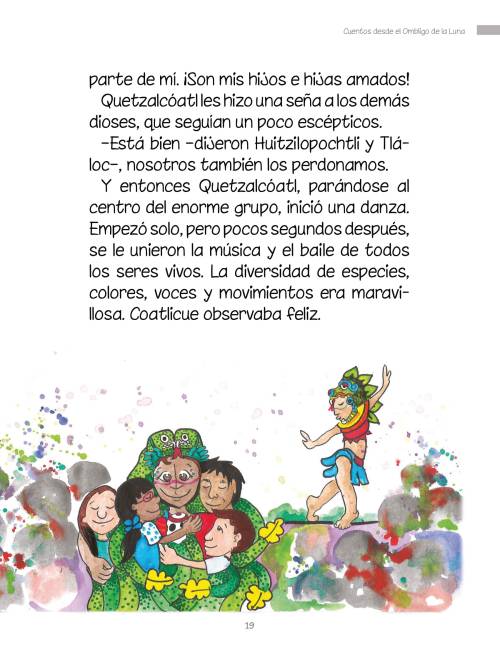 Cuentos desde el Ombligo de la Luna
parte de mí. ¡Son mis hijos e hijas amados!
Quetzalcóatl les hizo una seña a los demás
dioses, que seguían un poco escépticos.
–Está bien –dijeron Huitzilopochtli y Tlá-
loc–, nosotros también los perdonamos.
Y entonces Quetzalcóatl, parándose al
centro del enorme grupo, inició una danza.
Empezó solo, pero pocos segundos después,
se le unieron la música y el baile de todos
los seres vivos. La diversidad de especies,
colores, voces y movimientos era maravi-
llosa. Coatlicue observaba feliz.
19